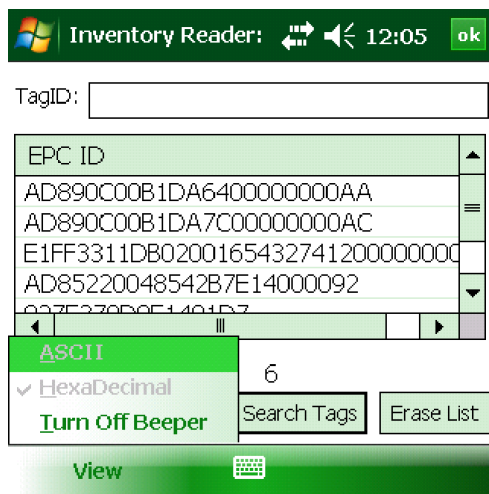 Inventory Reader: 12:05 ok
TagID:
EPC ID
AD890C00B1DA6400000000AA
AD890C00B1DA7C00000000AC
E1FF3311DB02001654327412000000
AD85220048542B7E14000092
ASCII
6
HexaDecimal
Turn Off Beeper
Search Tags
Erase List
View